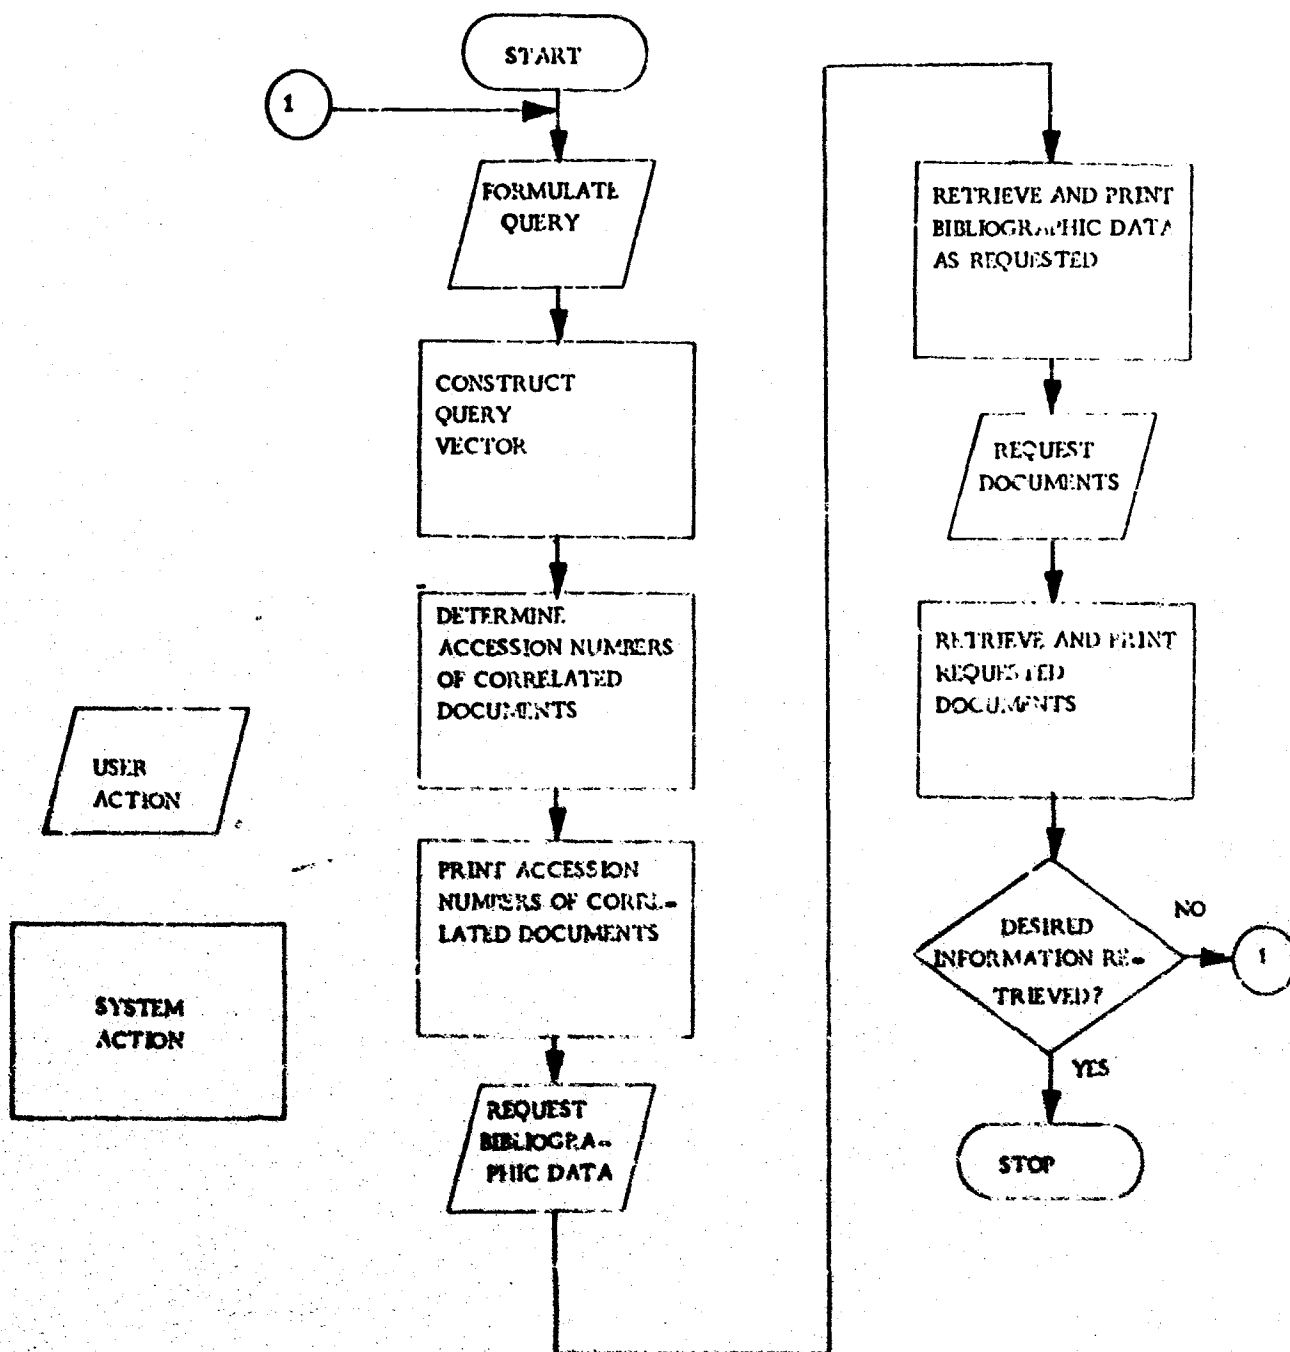 START
1
FORMULATE
QUERY
CONSTRUCT
QUERY
VECTOR
DETERMINE
ACCESSION NUMBERS
OF CORRELATED
DOCUMENTS
PRINT ACCESSION
NUMBERS OF CORRE-
LATED DOCUMENTS
REQUEST
BIBLIOGRA-
PHIC DATA
USER
ACTION
SYSTEM
ACTION
RETRIEVE AND PRINT
BIBLIOGRAPHIC DATA
AS REQUESTED
REQUEST
DOCUMENTS
RETRIEVE AND PRINT
REQUESTED
DOCUMENTS
DESIRED
INFORMATION RE-
TRIEVED?
NO
1
YES
STOP